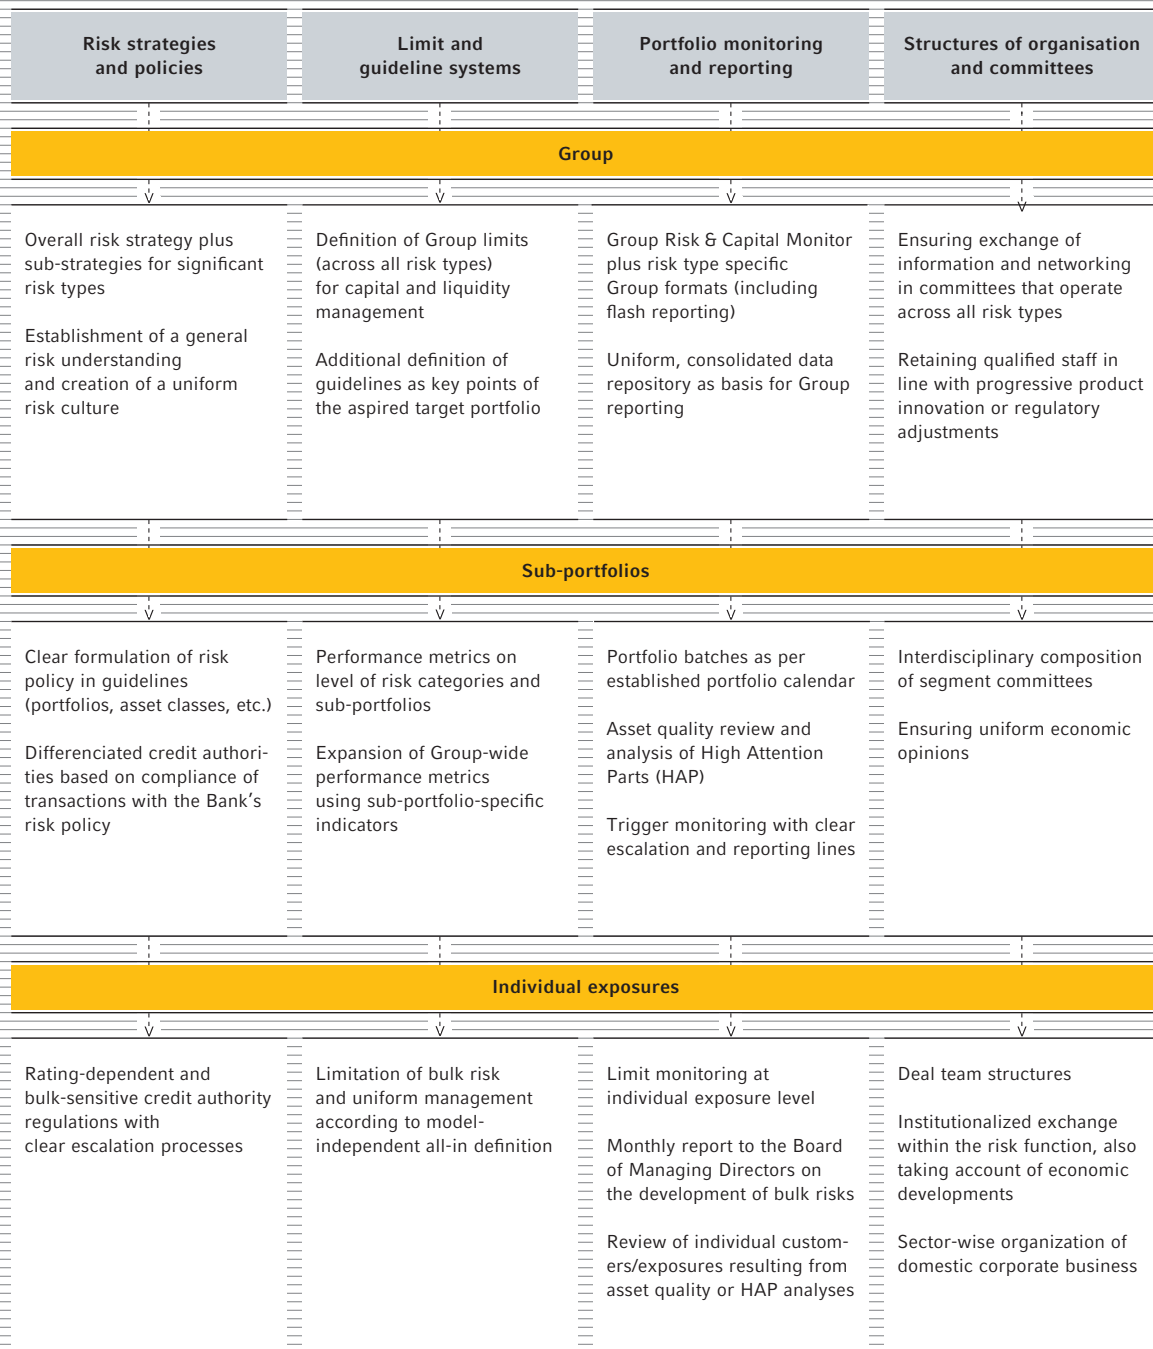 Risk strategies
and policies
Limit and
guideline systems
Portfolio monitoring
and reporting
Structures of organisation
and committees
Group
Overall risk strategy plus
sub-strategies for significant
risk types
Establishment of a general
risk understanding
and creation of a uniform
risk culture
Definition of Group limits
(across all risk types)
for capital and liquidity
management
Additional definition of
guidelines as key points of
the aspired target portfolio
Group Risk & Capital Monitor
plus risk type specific
Group formats (including
flash reporting)
Uniform, consolidated data
repository as basis for Group
reporting
Ensuring exchange of
information and networking
in committees that operate
across all risk types
Retaining qualified staff in
line with progressive product
innovation or regulatory
adjustments
Sub-portfolios
Clear formulation of risk
policy in guidelines
(portfolios, asset classes, etc.)
Differenciated credit authori-
ties based on compliance of
transactions with the Bank’s
risk policy
Performance metrics on
level of risk categories and
sub-portfolios
Expansion of Group-wide
performance metrics
using sub-portfolio-specific
indicators
Portfolio batches as per
established portfolio calendar
Asset quality review and
analysis of High Attention
Parts (HAP)
Trigger monitoring with clear
escalation and reporting lines
Interdisciplinary composition
of segment committees
Ensuring uniform economic
opinions
Individual exposures
Rating-dependent and
bulk-sensitive credit authority
regulations with
clear escalation processes
Limitation of bulk risk
and uniform management
according to model-
independent all-in definition
Limit monitoring at
individual exposure level
Monthly report to the Board
of Managing Directors on
the development of bulk risks
Review of individual custom-
ers/exposures resulting from
asset quality or HAP analyses
Deal team structures
Institutionalized exchange
within the risk function, also
taking account of economic
developments
Sector-wise organization of
domestic corporate business